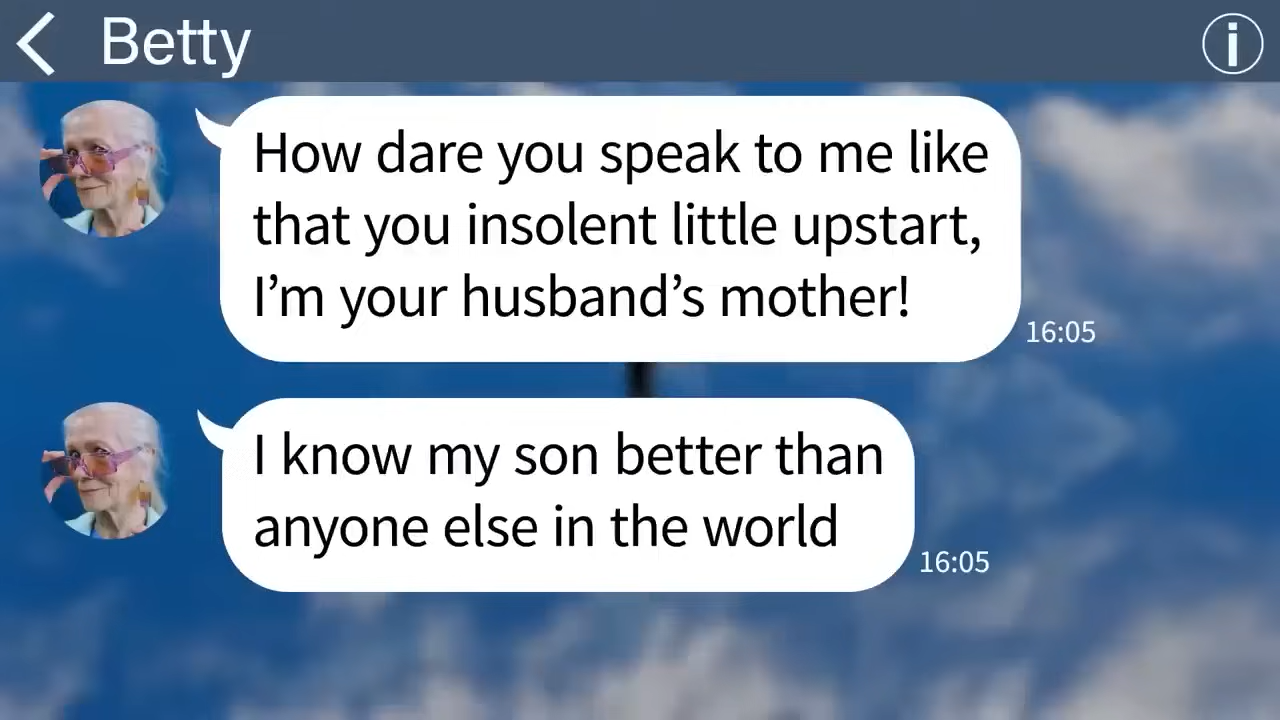 Betty
How dare you speak to me like
that you insolent little upstart,
I’m your husband’s mother!
16:05
I know my son better than
anyone else in the world
16:05